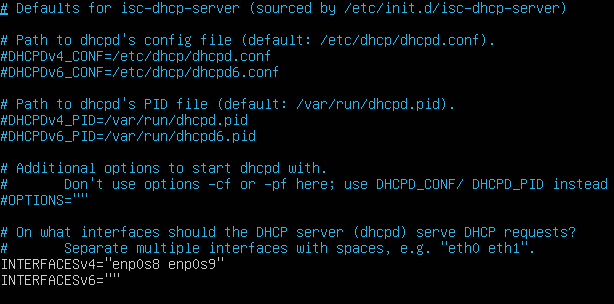 # Defaults for isc-dhcp-server (sourced by /etc/init.d/isc-dhcp-server)
# Path to dhcpd's config file (default: /etc/dhcp/dhcpd.conf).
#DHCPDv4_CONF=/etc/dhcp/dhcpd.conf
#DHCPDv6_CONF=/etc/dhcp/dhcpd6.conf
# Path to dhcpd's PID file (default: /var/run/dhcpd.pid).
#DHCPDv4_PID=/var/run/dhcpd.pid
#DHCPDv6_PID=/var/run/dhcpd6.pid
# Additional options to start dhcpd with.
#       Don't use options -cf or -pf here; use DHCPD_CONF/ DHCPD_PID instead
#OPTIONS=""
# On what interfaces should the DHCP server (dhcpd) serve DHCP requests?
#       Separate multiple interfaces with spaces, e.g. "eth0 eth1".
INTERFACESv4="enp0s8 enp0s9"
INTERFACESv6=""